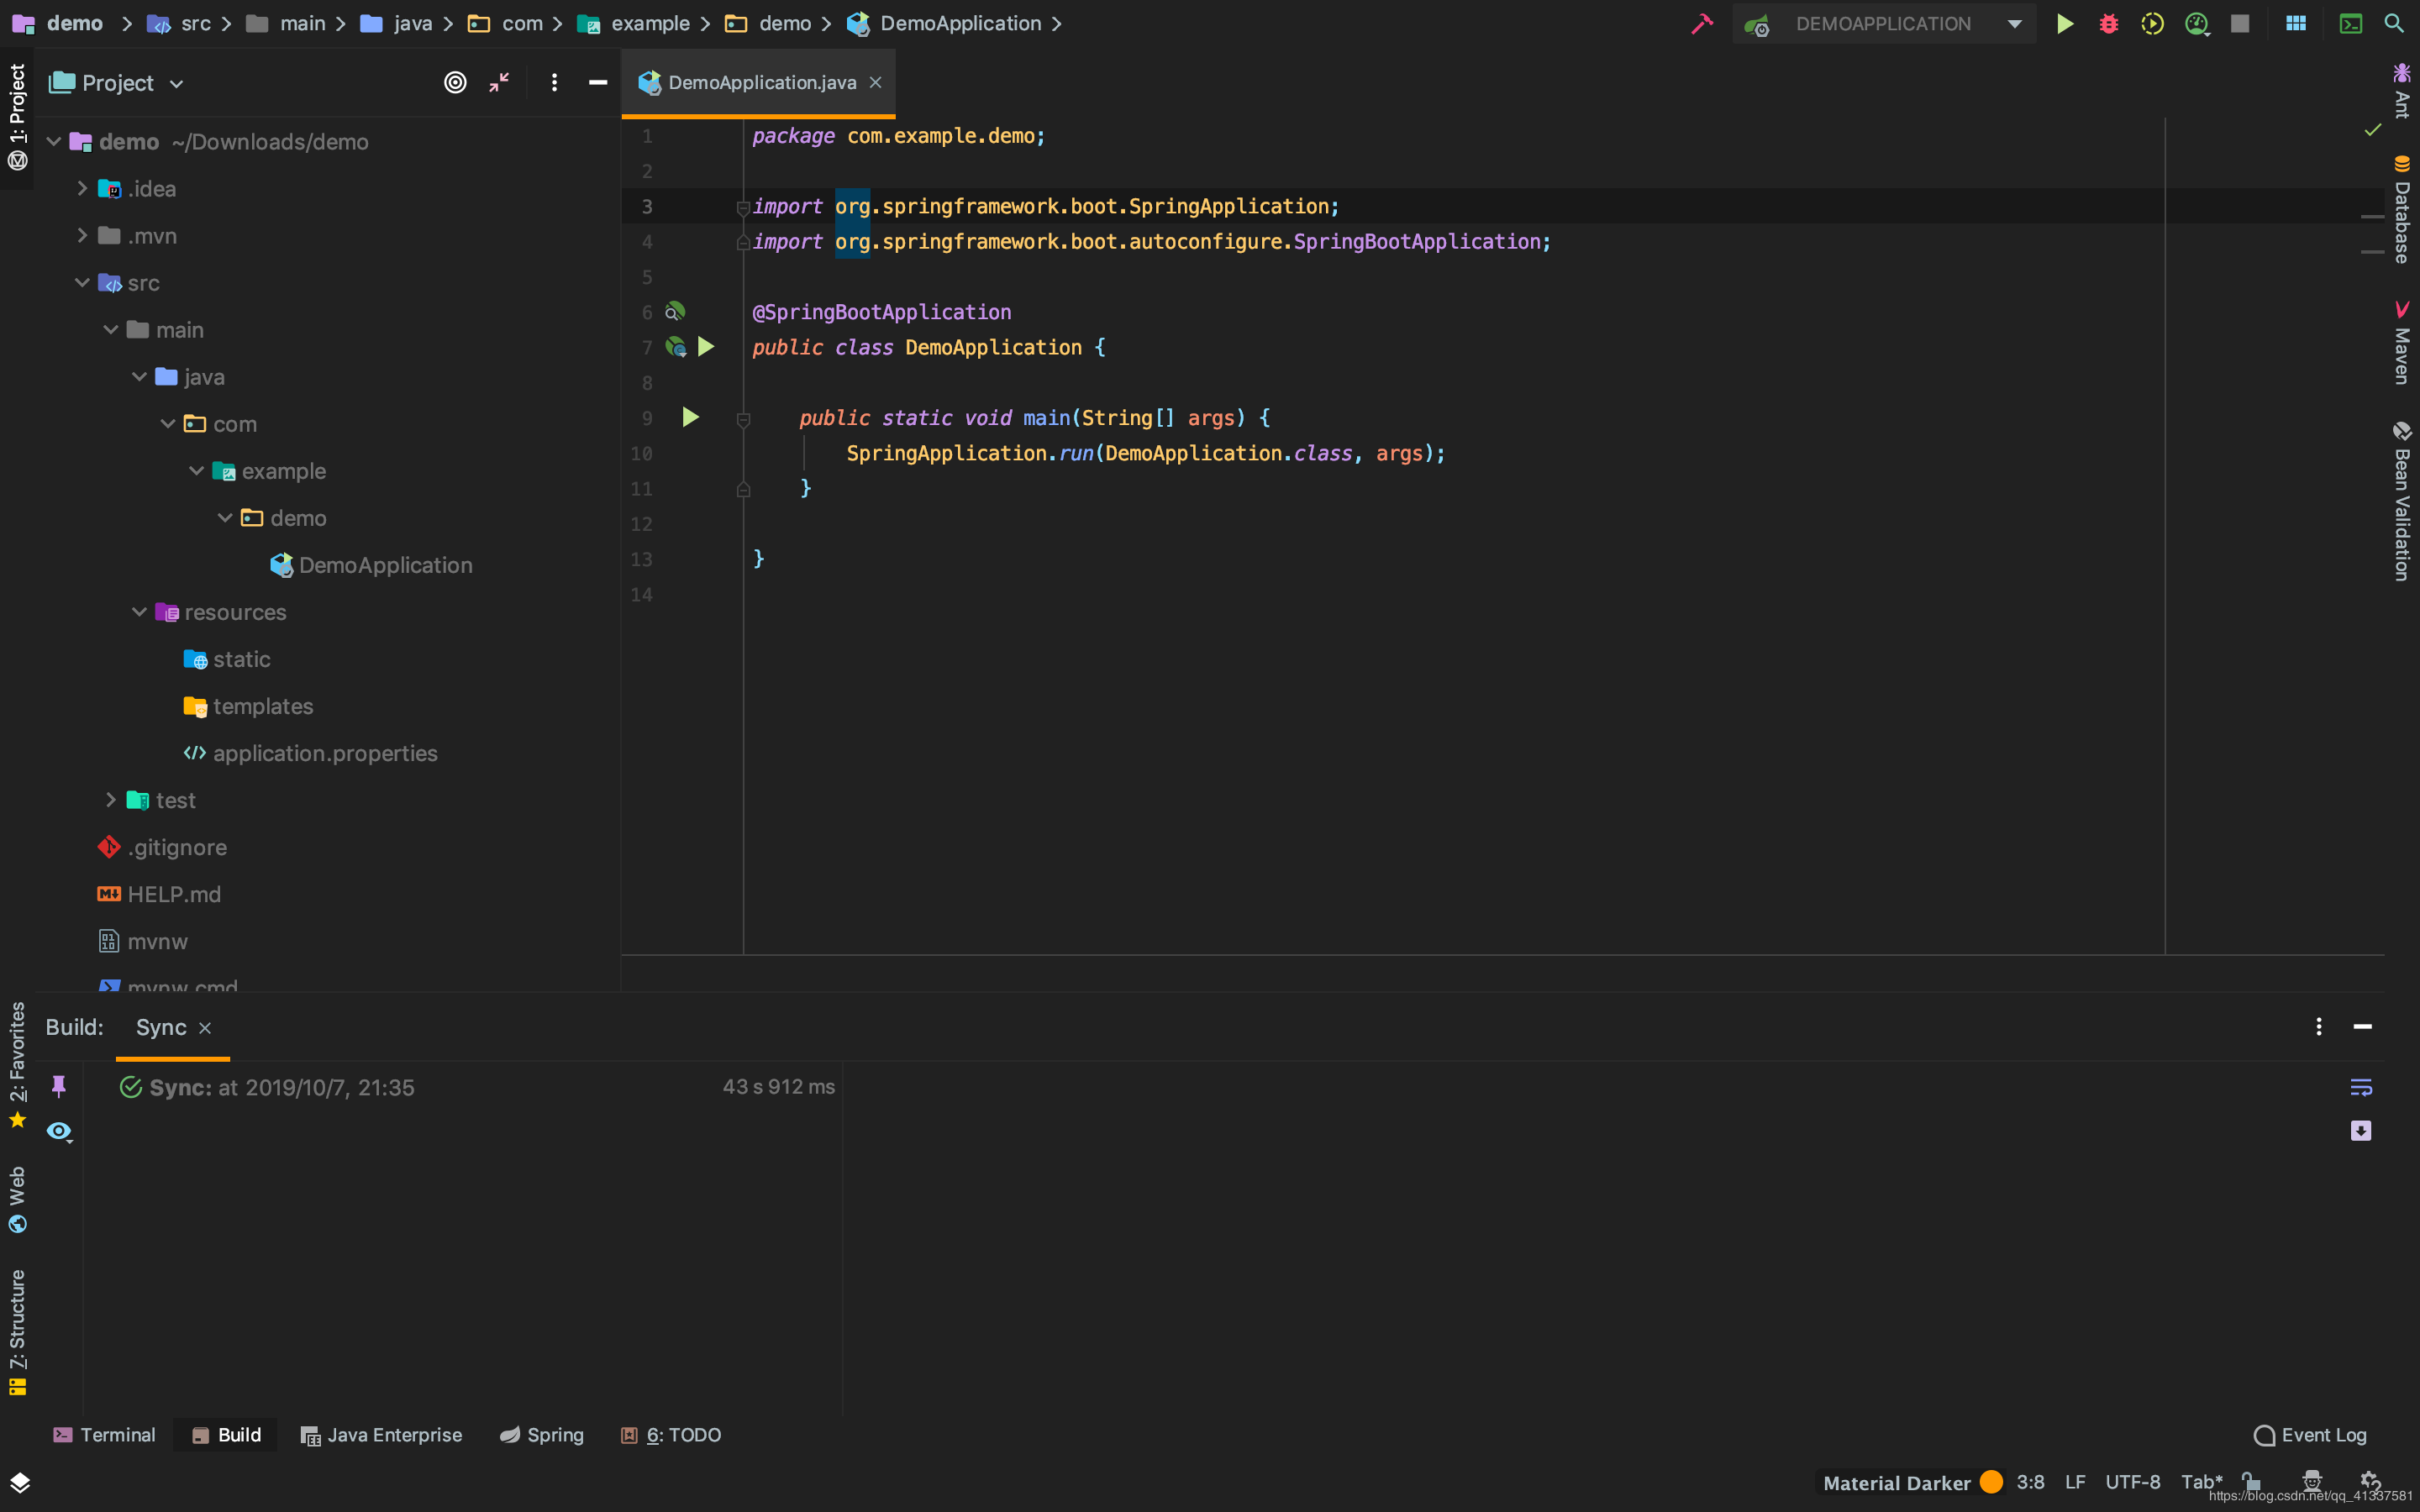 demo src main java com example demo DemoApplication
DEMOAPPLICATION
1: Project
Project
demo ~/Downloads/demo
.idea
.mvn
src
main
java
com
example
demo
DemoApplication
resources
static
templates
application.properties
test
.gitignore
HELP.md
mvnw
mvnw.cmd
DemoApplication.java
1 package com.example.demo;
2
3 import org.springframework.boot.SpringApplication;
4 import org.springframework.boot.autoconfigure.SpringBootApplication;
5
6 @SpringBootApplication
7 public class DemoApplication {
8
9 public static void main(String[] args) {
10 SpringApplication.run(DemoApplication.class, args);
11 }
12
13 }
14
Ant
Database
Maven
Bean Validation
2: Favorites
Web
7: Structure
Build: Sync
Sync: at 2019/10/7, 21:35 43 s 912 ms
Terminal Build Java Enterprise Spring 6: TODO Event Log
Material Darker 3:8 LF UTF-8 Tab*
https://blog.csdn.net/qq_41337581